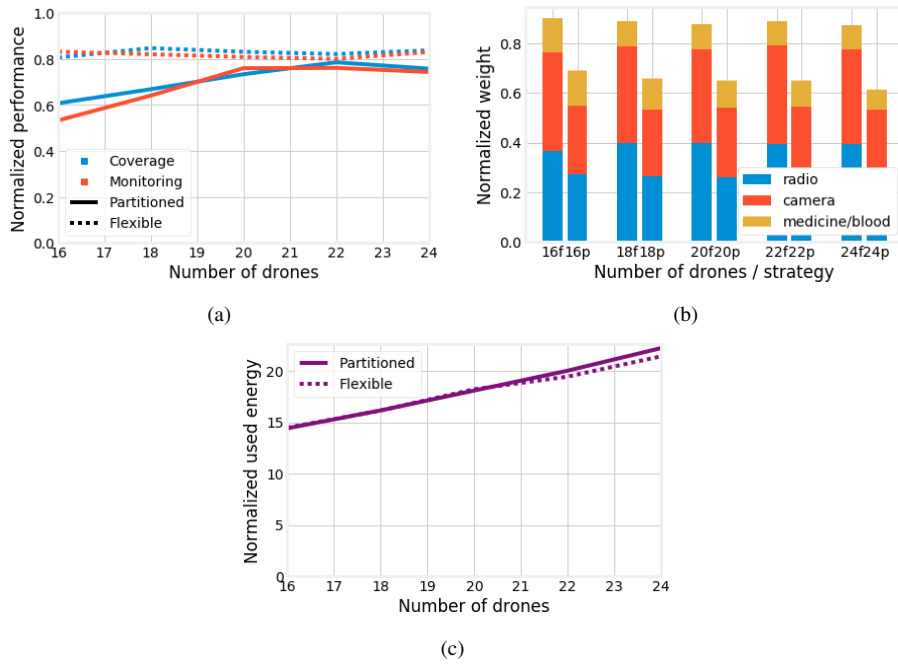 1.0
0.8
0.6
0.4
0.2
0.0
Normalized performance
Coverage
Monitoring
Partitioned
Flexible
16 17 18 19 20 21 22 23 24
Number of drones
(a)
0.8
0.6
0.4
0.2
0.0
Normalized weight
radio
camera
medicine/blood
16f16p 18f18p 20f20p 22f22p 24f24p
Number of drones / strategy
(b)
20
15
10
5
0
Normalized used energy
Partitioned
Flexible
16 17 18 19 20 21 22 23 24
Number of drones
(c)